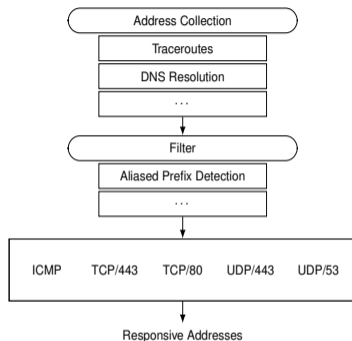 Address Collection
Traceroutes
DNS Resolution
...
Filter
Aliased Prefix Detection
...
ICMP TCP/443 TCP/80 UDP/443 UDP/53
Responsive Addresses